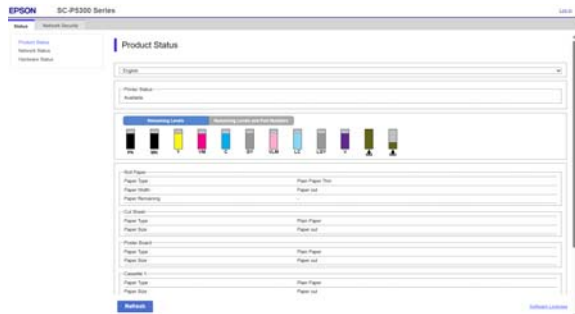 EPSON SC-P5300 Series
Log in
Status Network Security
Product Status
Network Status
Hardware Status
Product Status
English
Printer Status
Available
Remaining Levels Remaining Levels and Part Numbers
PK MK Y VM C GY VLM LC LGY V
Roll Paper
Paper Type Plain Paper Thin
Paper Width Paper out
Paper Remaining -
Cut Sheet
Paper Type Plain Paper
Paper Size Paper out
Poster Board
Paper Type Plain Paper
Paper Size Paper out
Cassette 1
Paper Type Plain Paper
Paper Size Paper out
Refresh
Software Licenses